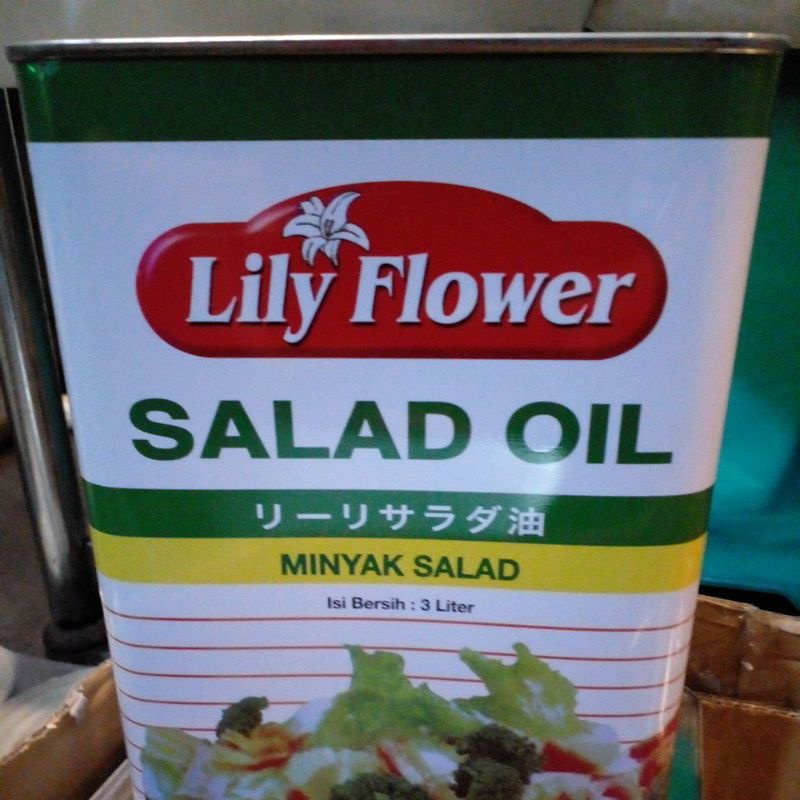 Lily Flower
SALAD OIL
リーリサラダ油
MINYAK SALAD
Isi Bersih : 3 Liter